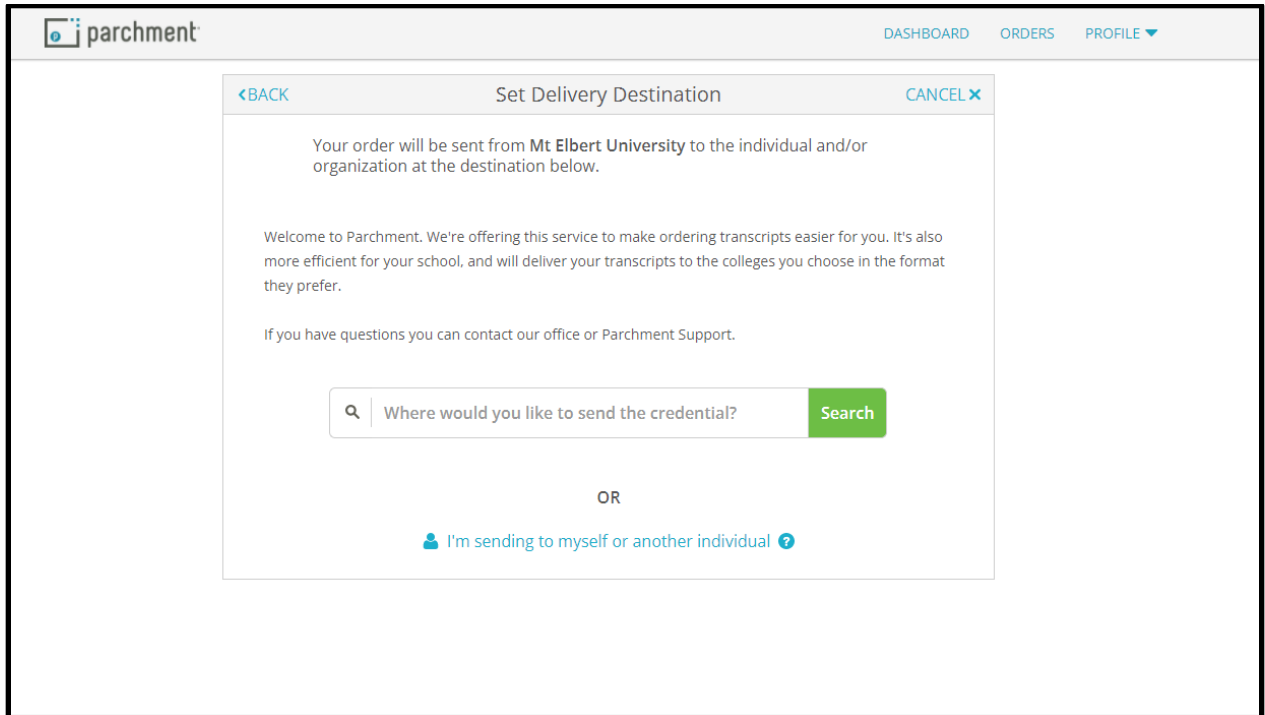 parchment
DASHBOARD ORDERS PROFILE
BACK Set Delivery Destination CANCEL
Your order will be sent from Mt Elbert University to the individual and/or
organization at the destination below.
Welcome to Parchment. We're offering this service to make ordering transcripts easier for you. It's also
more efficient for your school, and will deliver your transcripts to the colleges you choose in the format
they prefer.
If you have questions you can contact our office or Parchment Support.
Where would you like to send the credential? Search
OR
I'm sending to myself or another individual ?